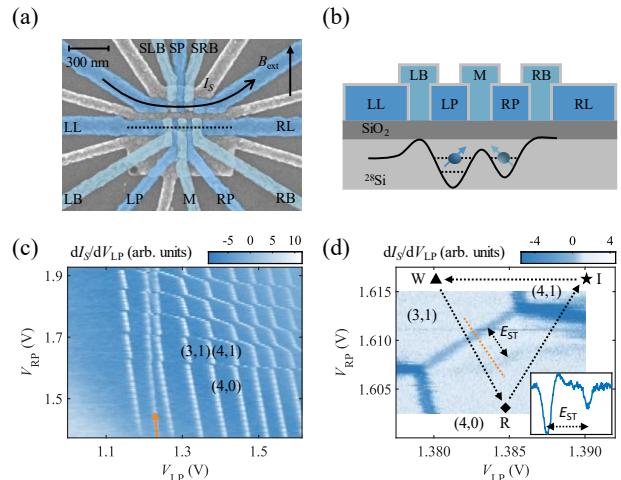 (a)
SLB SP SRB
300 nm
B_ext
I_S
LL
RL
LB
LP
M
RP
RB
(b)
LB
M
RB
LL
LP
RP
RL
SiO₂
²⁸Si
(c)
dI_S/dV_LP (arb. units)
-5 0 5 10
1.9
1.7
1.5
V_RP (V)
(3,1)
(4,1)
(4,0)
1.1
1.3
1.5
V_LP (V)
(d)
dI_S/dV_LP (arb. units)
-4 0 4
W
I
(4,1)
1.615
(3,1)
E_ST
V_RP (V)
1.605
R
(4,0)
E_ST
1.380
1.385
1.390
V_LP (V)